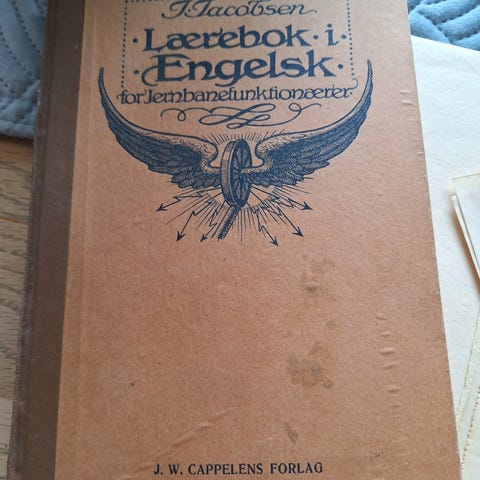 J. Jacobsen
Lærebok · i
Engelsk
for Jernbanefunktionærer
J. W. CAPPELENS FORLAG